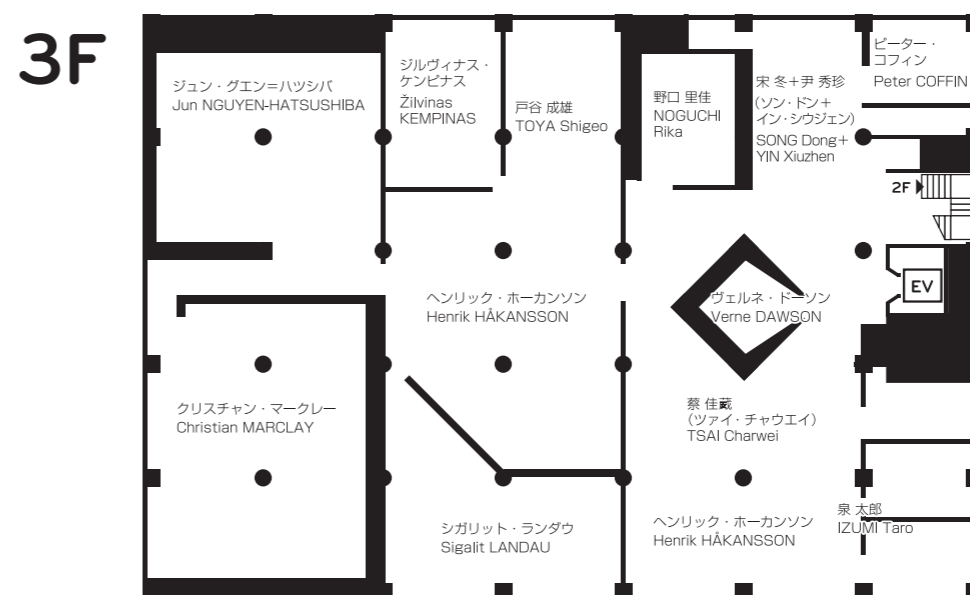 3F
ジュン・グエン＝ハツシバ
Jun NGUYEN-HATSUSHIBA
ジルヴィナス・
ケンピナス
Žilvinas
KEMPINAS
戸谷 成雄
TOYA Shigeo
野口 里佳
NOGUCHI
Rika
宋 冬＋尹 秀珍
（ソン・ドン＋
イン・シウジェン）
SONG Dong＋
YIN Xiuzhen
ピーター・
コフィン
Peter COFFIN
2F
EV
ヘンリック・ホーカンソン
Henrik HÅKANSSON
ヴェルネ・ドーソン
Verne DAWSON
クリスチャン・マークレー
Christian MARCLAY
蔡 佳葳
（ツァイ・チャウエイ）
TSAI Charwei
シガリット・ランダウ
Sigalit LANDAU
ヘンリック・ホーカンソン
Henrik HÅKANSSON
泉 太郎
IZUMI Taro